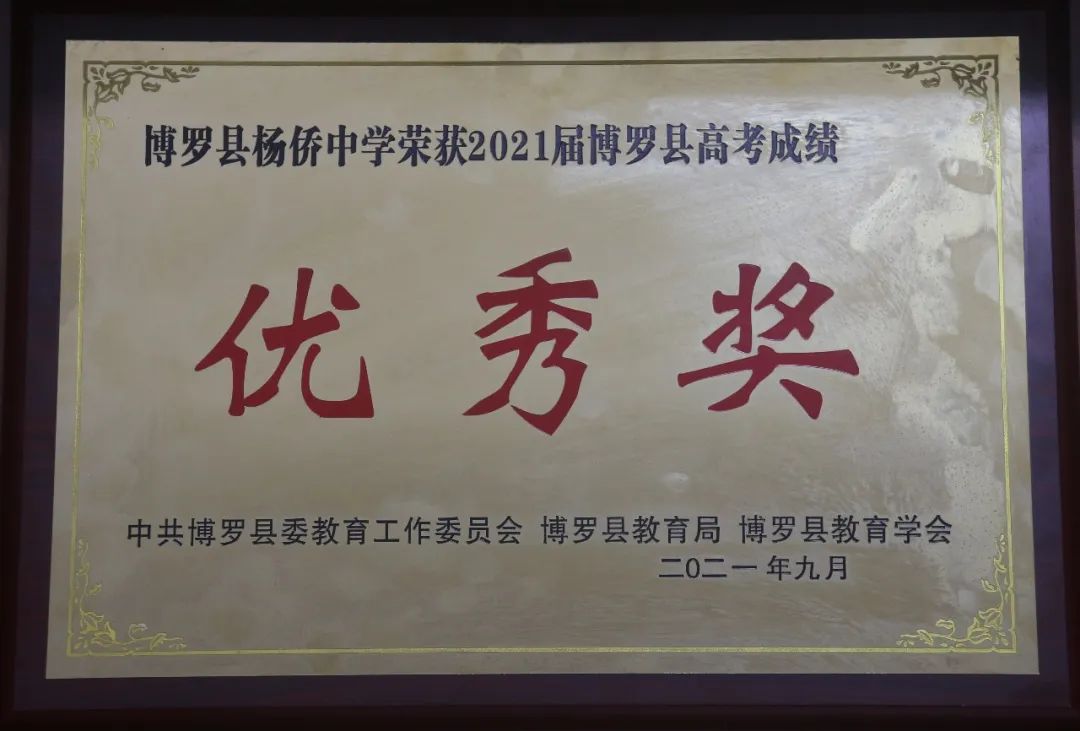 博罗县杨侨中学荣获2021届博罗县高考成绩
优秀奖
中共博罗县委教育工作委员会 博罗县教育局 博罗县教育学会
二〇二一年九月